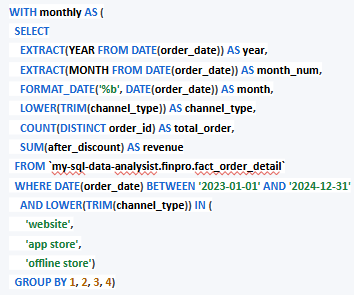 WITH monthly AS (
SELECT
EXTRACT(YEAR FROM DATE(order_date)) AS year,
EXTRACT(MONTH FROM DATE(order_date)) AS month_num,
FORMAT_DATE('%b', DATE(order_date)) AS month,
LOWER(TRIM(channel_type)) AS channel_type,
COUNT(DISTINCT order_id) AS total_order,
SUM(after_discount) AS revenue
FROM `my-sql-data-analyst.finpro.fact_order_detail`
WHERE DATE(order_date) BETWEEN '2023-01-01' AND '2024-12-31'
AND LOWER(TRIM(channel_type)) IN (
'website',
'app store',
'offline store')
GROUP BY 1, 2, 3, 4)